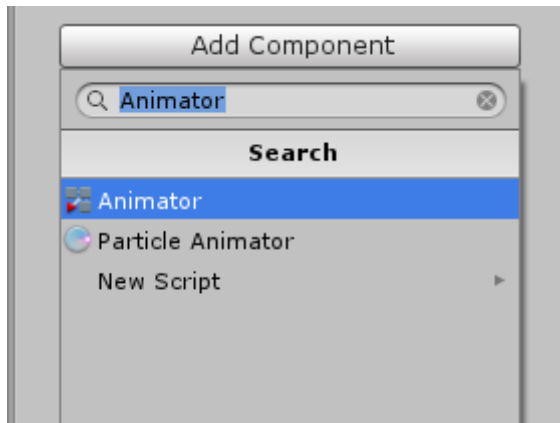 Add Component
Animator
Search
Animator
Particle Animator
New Script